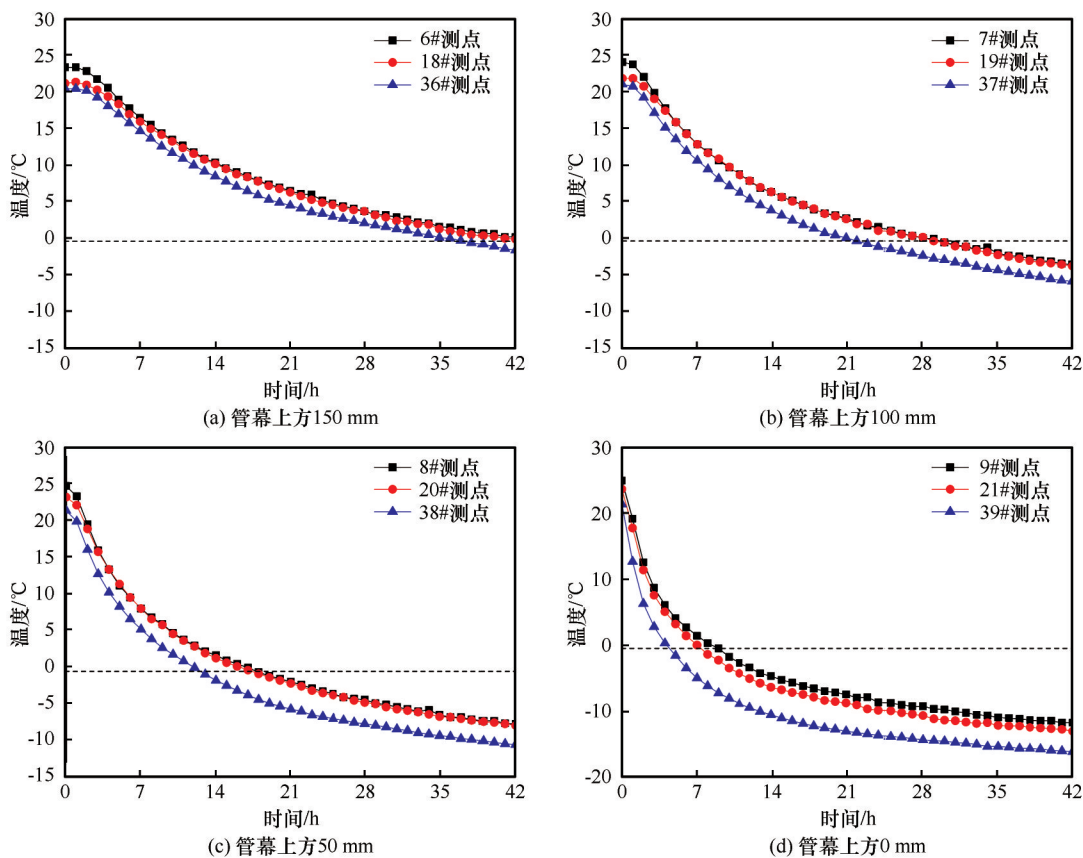 30
25
20
15
10
5
0
-5
-10
-15
温度/℃
6#测点
18#测点
36#测点
0 7 14 21 28 35 42
时间/h
(a) 管幕上方150 mm
30
25
20
15
10
5
0
-5
-10
-15
温度/℃
7#测点
19#测点
37#测点
0 7 14 21 28 35 42
时间/h
(b) 管幕上方100 mm
30
25
20
15
10
5
0
-5
-10
-15
温度/℃
8#测点
20#测点
38#测点
0 7 14 21 28 35 42
时间/h
(c) 管幕上方50 mm
30
20
10
0
-10
-20
温度/℃
9#测点
21#测点
39#测点
0 7 14 21 28 35 42
时间/h
(d) 管幕上方0 mm